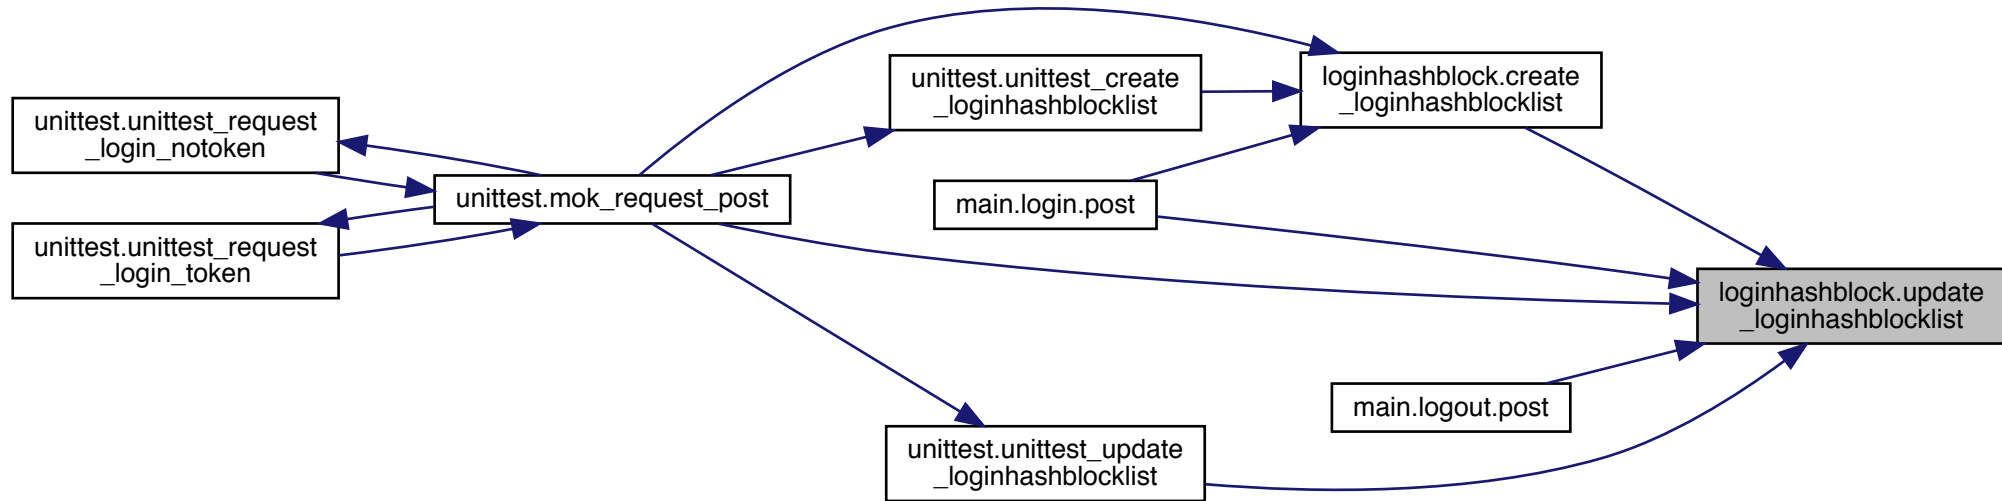 unittest.unittest_request
_login_notoken
unittest.unittest_request
_login_token
unittest.mok_request_post
unittest.unittest_create
_loginhashblocklist
main.login.post
unittest.unittest_update
_loginhashblocklist
loginhashblock.create
_loginhashblocklist
main.logout.post
loginhashblock.update
_loginhashblocklist